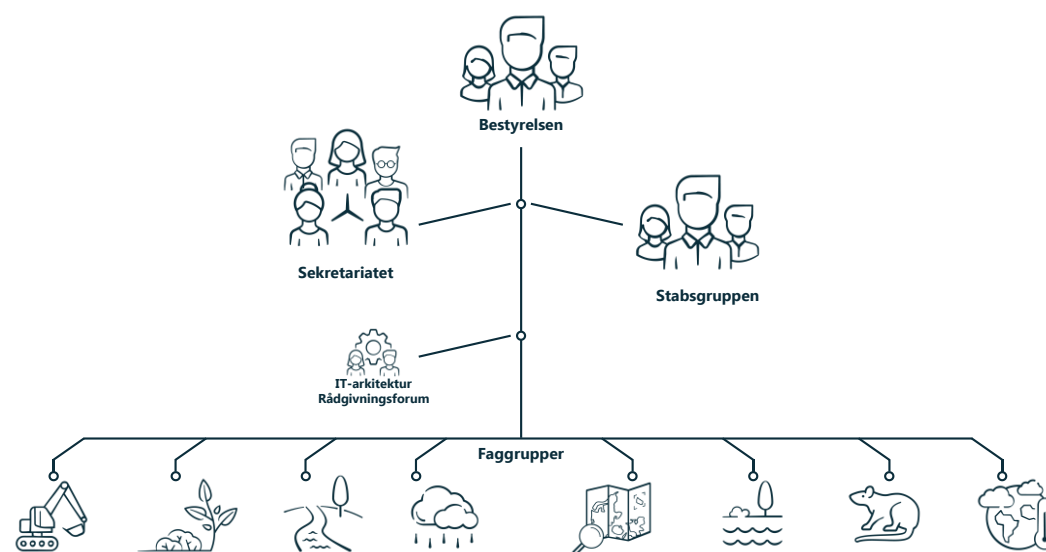 Bestyrelsen
Sekretariatet
Stabsgruppen
IT-arkitektur
Rådgivningsforum
Faggrupper